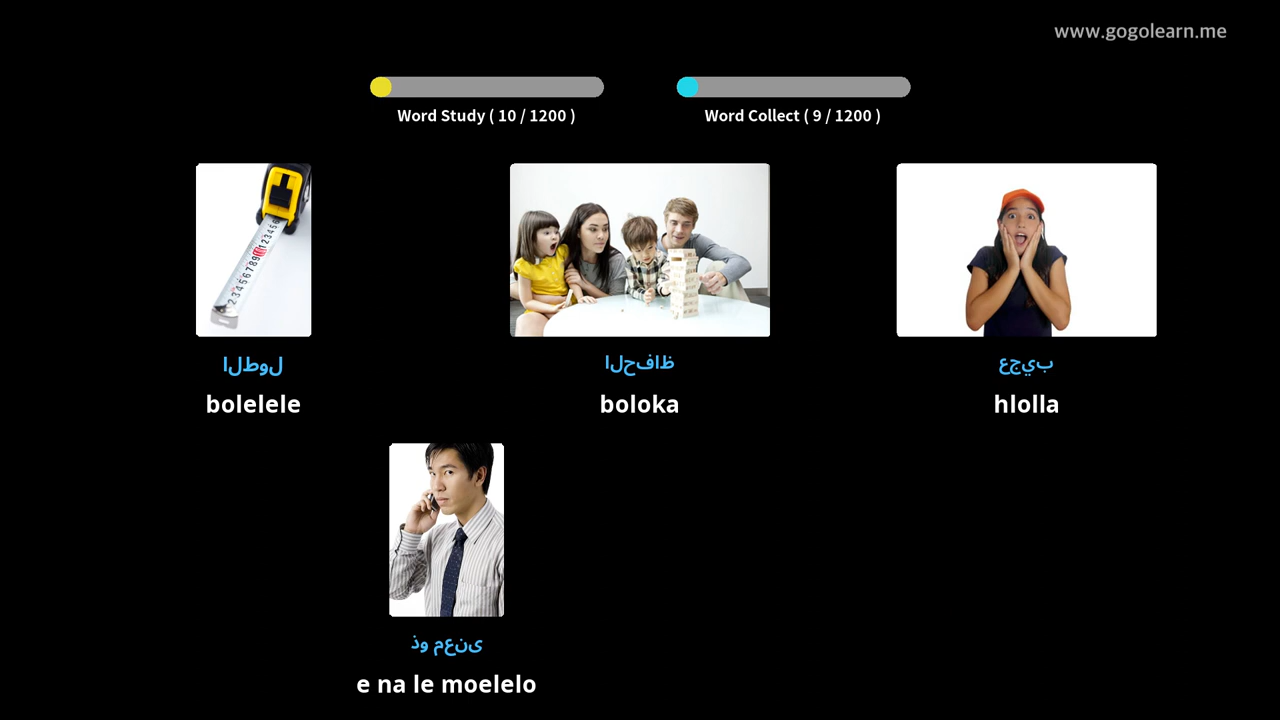 www.gogolearn.me
Word Study ( 10 / 1200 )
Word Collect ( 9 / 1200 )
الطول
bolelele
الحفاظ
boloka
عجيب
hlolla
ذو معنى
e na le moelelo